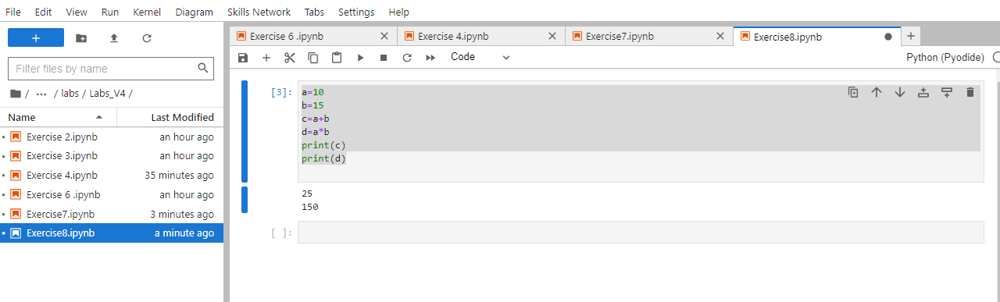 File Edit View Run Kernel Diagram Skills Network Tabs Settings Help
+
Filter files by name
/ ... / labs / Labs_V4 /
Name Last Modified
Exercise 2.ipynb an hour ago
Exercise 3.ipynb an hour ago
Exercise 4.ipynb 35 minutes ago
Exercise 6 .ipynb an hour ago
Exercise7.ipynb 3 minutes ago
Exercise8.ipynb a minute ago
Exercise 6 .ipynb Exercise 4.ipynb Exercise7.ipynb Exercise8.ipynb
Code Python (Pyodide)
[3]: a=10
b=15
c=a+b
d=a*b
print(c)
print(d)
25
150
[ ]: